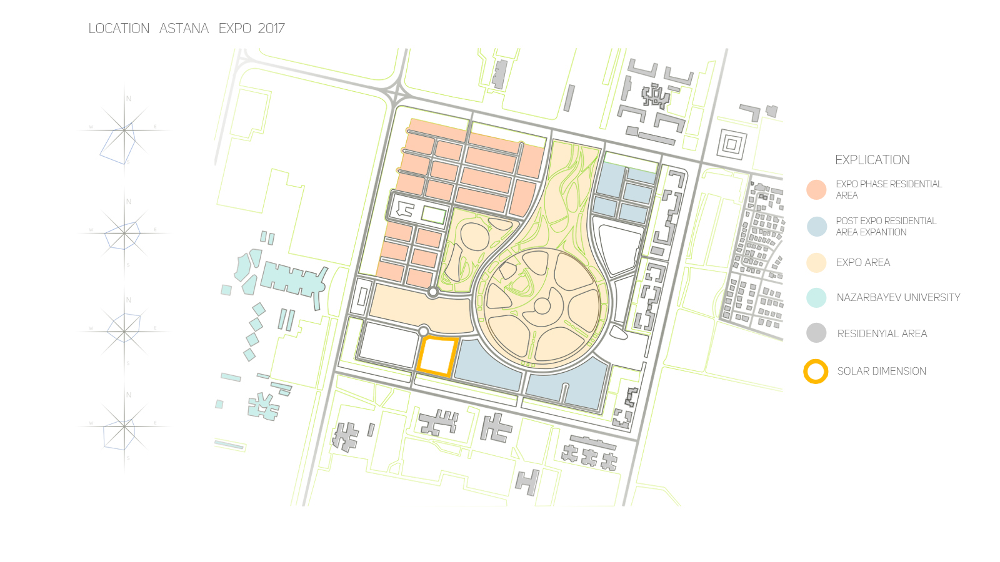 LOCATION ASTANA EXPO 2017
N
W E
S
N
W E
S
N
W E
S
N
W E
S
EXPLICATION
EXPO PHASE RESIDENTIAL
AREA
POST EXPO RESIDENTIAL
AREA EXPANTION
EXPO AREA
NAZARBAYEV UNIVERSITY
RESIDENYIAL AREA
SOLAR DIMENSION